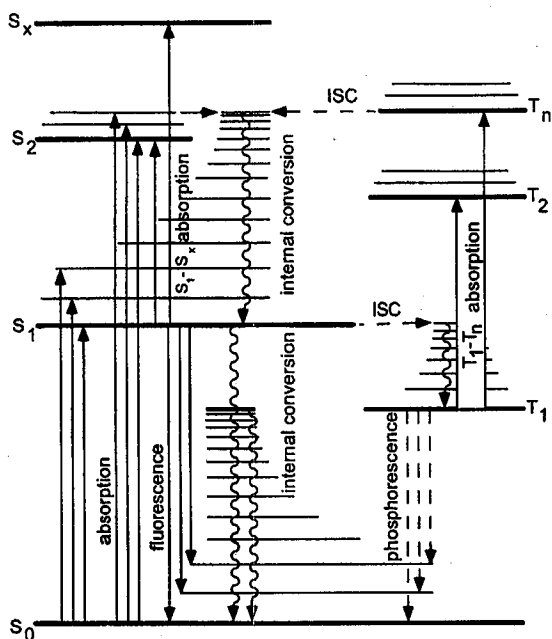 Sx
ISC
Tn
S2
T2
S1-Sx absorption
internal conversion
T1-Tn absorption
S1
ISC
T1
absorption
fluorescence
internal conversion
phosphorescence
S0